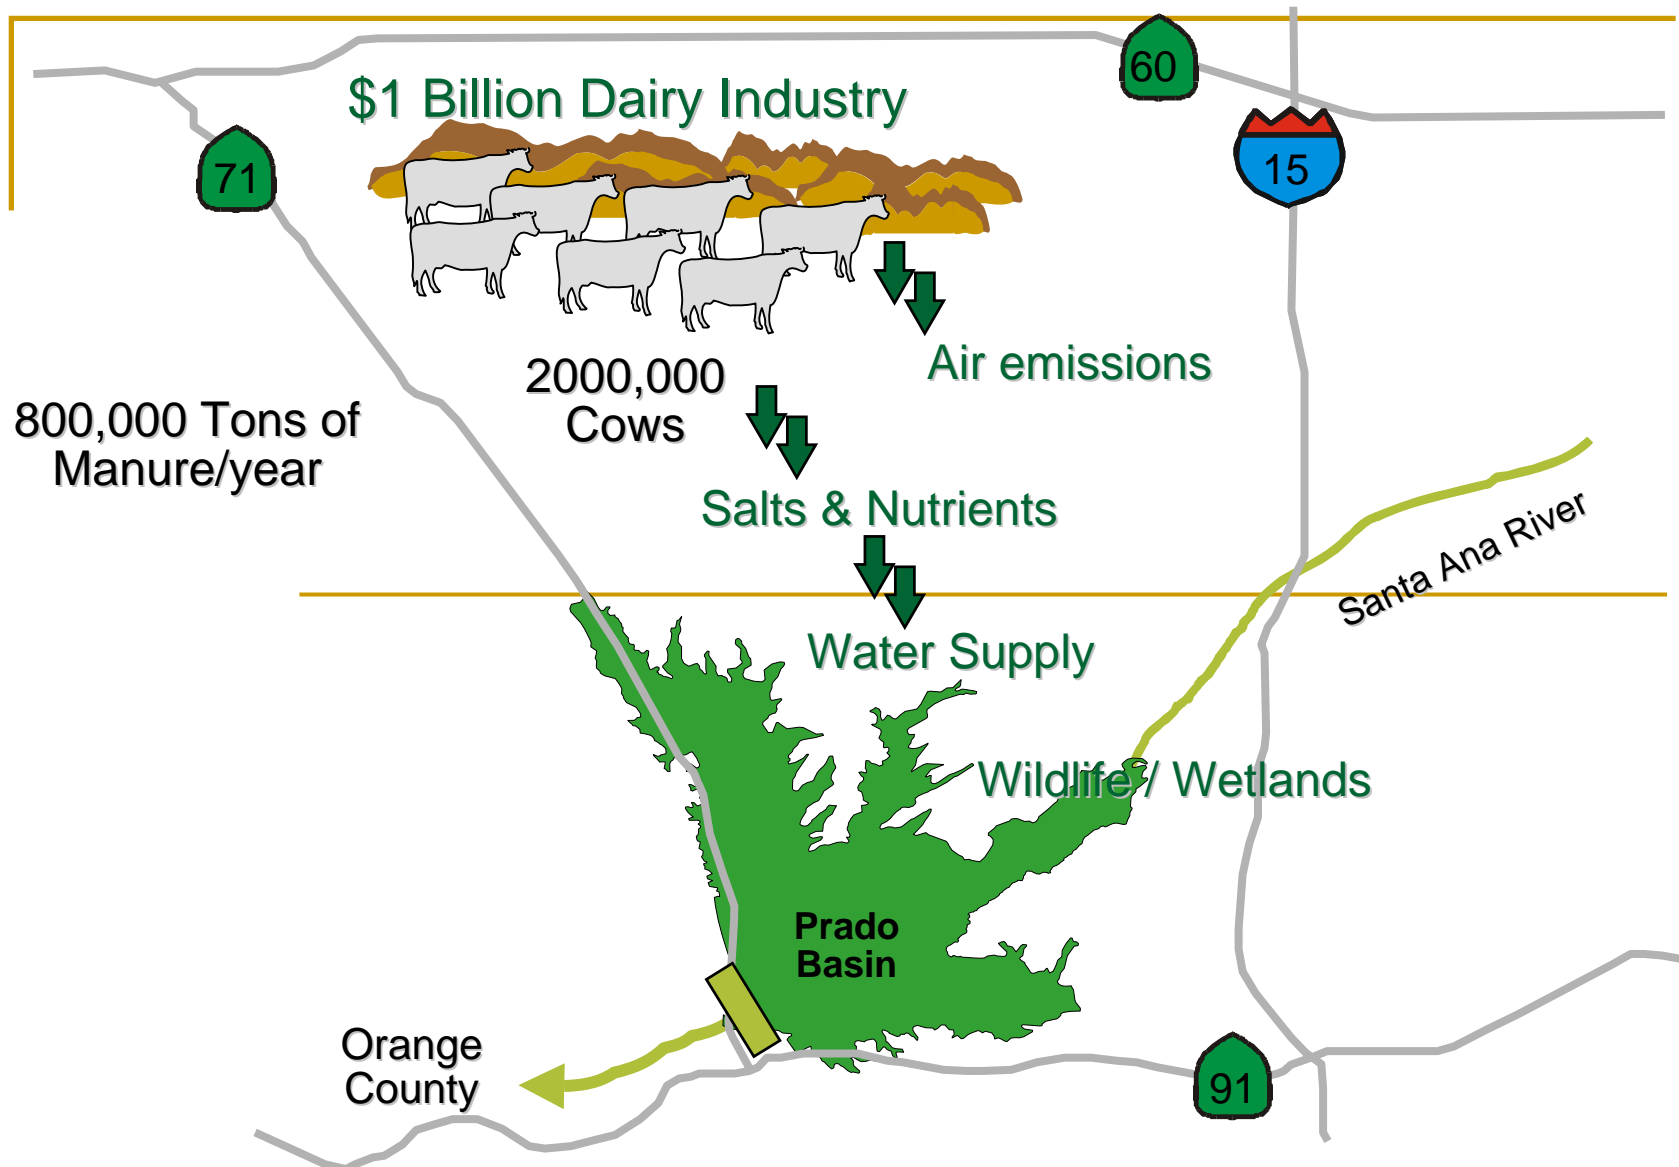 60
$1 Billion Dairy Industry
71
15
Air emissions
2000,000
Cows
800,000 Tons of
Manure/year
Salts & Nutrients
Santa Ana River
Water Supply
Wildlife / Wetlands
Prado
Basin
Orange
County
91